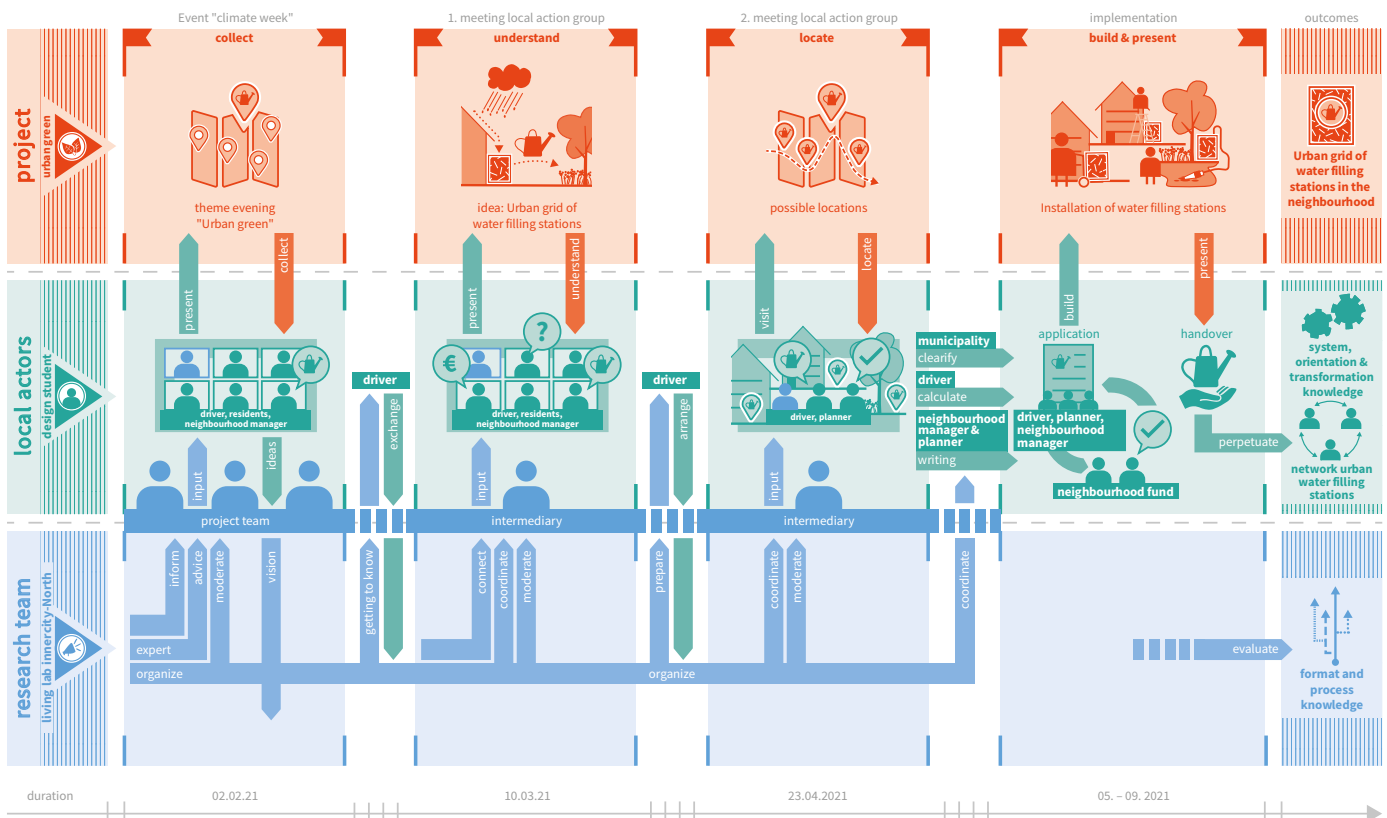 Event "climate week"
1. meeting local action group
2. meeting local action group
implementation
outcomes
collect
understand
locate
build & present
project
urban green
theme evening
"Urban green"
idea: Urban grid of
water filling stations
possible locations
Installation of water filling stations
Urban grid of
water filling
stations in the
neighbourhood
present
collect
present
understand
visit
locate
build
present
local actors
design student
driver, residents,
neighbourhood manager
input
ideas
driver
exchange
€
?
driver, residents,
neighbourhood manager
input
driver
arrange
driver, planner
input
municipality
clearify
driver
calculate
neighbourhood
manager &
planner
writing
application
driver, planner,
neighbourhood
manager
neighbourhood fund
handover
perpetuate
system,
orientation &
transformation
knowledge
network urban
water filling
stations
project team
intermediary
intermediary
research team
living lab innercity-North
inform
advice
moderate
vision
getting to know
connect
coordinate
moderate
prepare
coordinate
moderate
coordinate
expert
organize
organize
evaluate
format and
process
knowledge
duration
02.02.21
10.03.21
23.04.2021
05. – 09. 2021